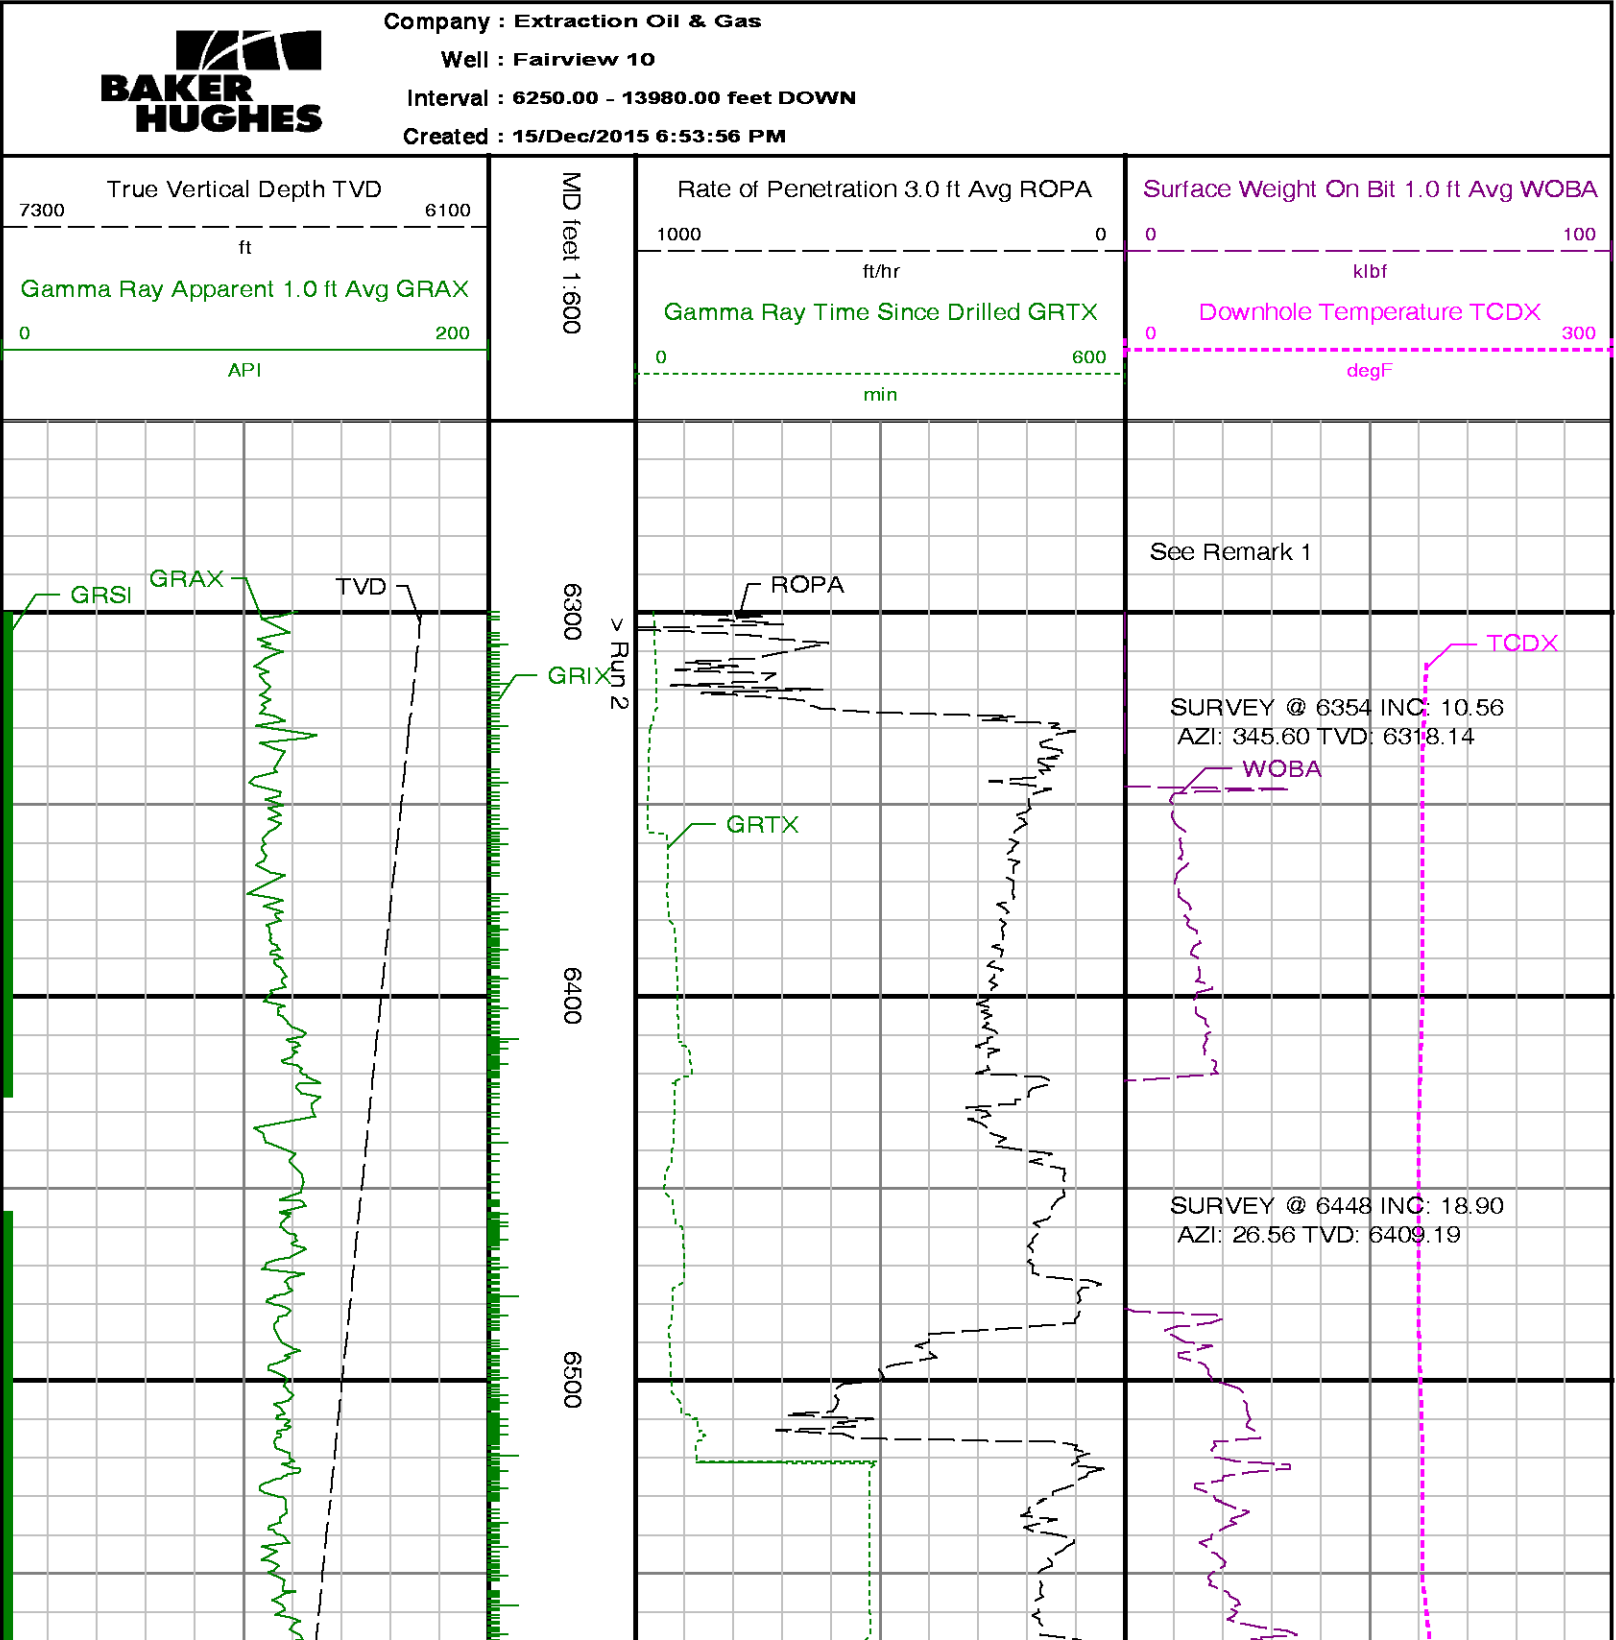 BAKER
HUGHES
Company : Extraction Oil & Gas
Well : Fairview 10
Interval : 6250.00 - 13980.00 feet DOWN
Created : 15/Dec/2015 6:53:56 PM
True Vertical Depth TVD
7300 6100
ft
Gamma Ray Apparent 1.0 ft Avg GRAX
0 200
API
MD feet 1:600
Rate of Penetration 3.0 ft Avg ROPA
1000 0
ft/hr
Gamma Ray Time Since Drilled GRTX
0 600
min
Surface Weight On Bit 1.0 ft Avg WOBA
0 100
klbf
Downhole Temperature TCDX
0 300
degF
See Remark 1
GRSI
GRAX
TVD
6300
> Run 2
GRIX
ROPA
TCDX
SURVEY @ 6354 INC: 10.56
AZI: 345.60 TVD: 6318.14
WOBA
GRTX
6400
SURVEY @ 6448 INC: 18.90
AZI: 26.56 TVD: 6409.19
6500